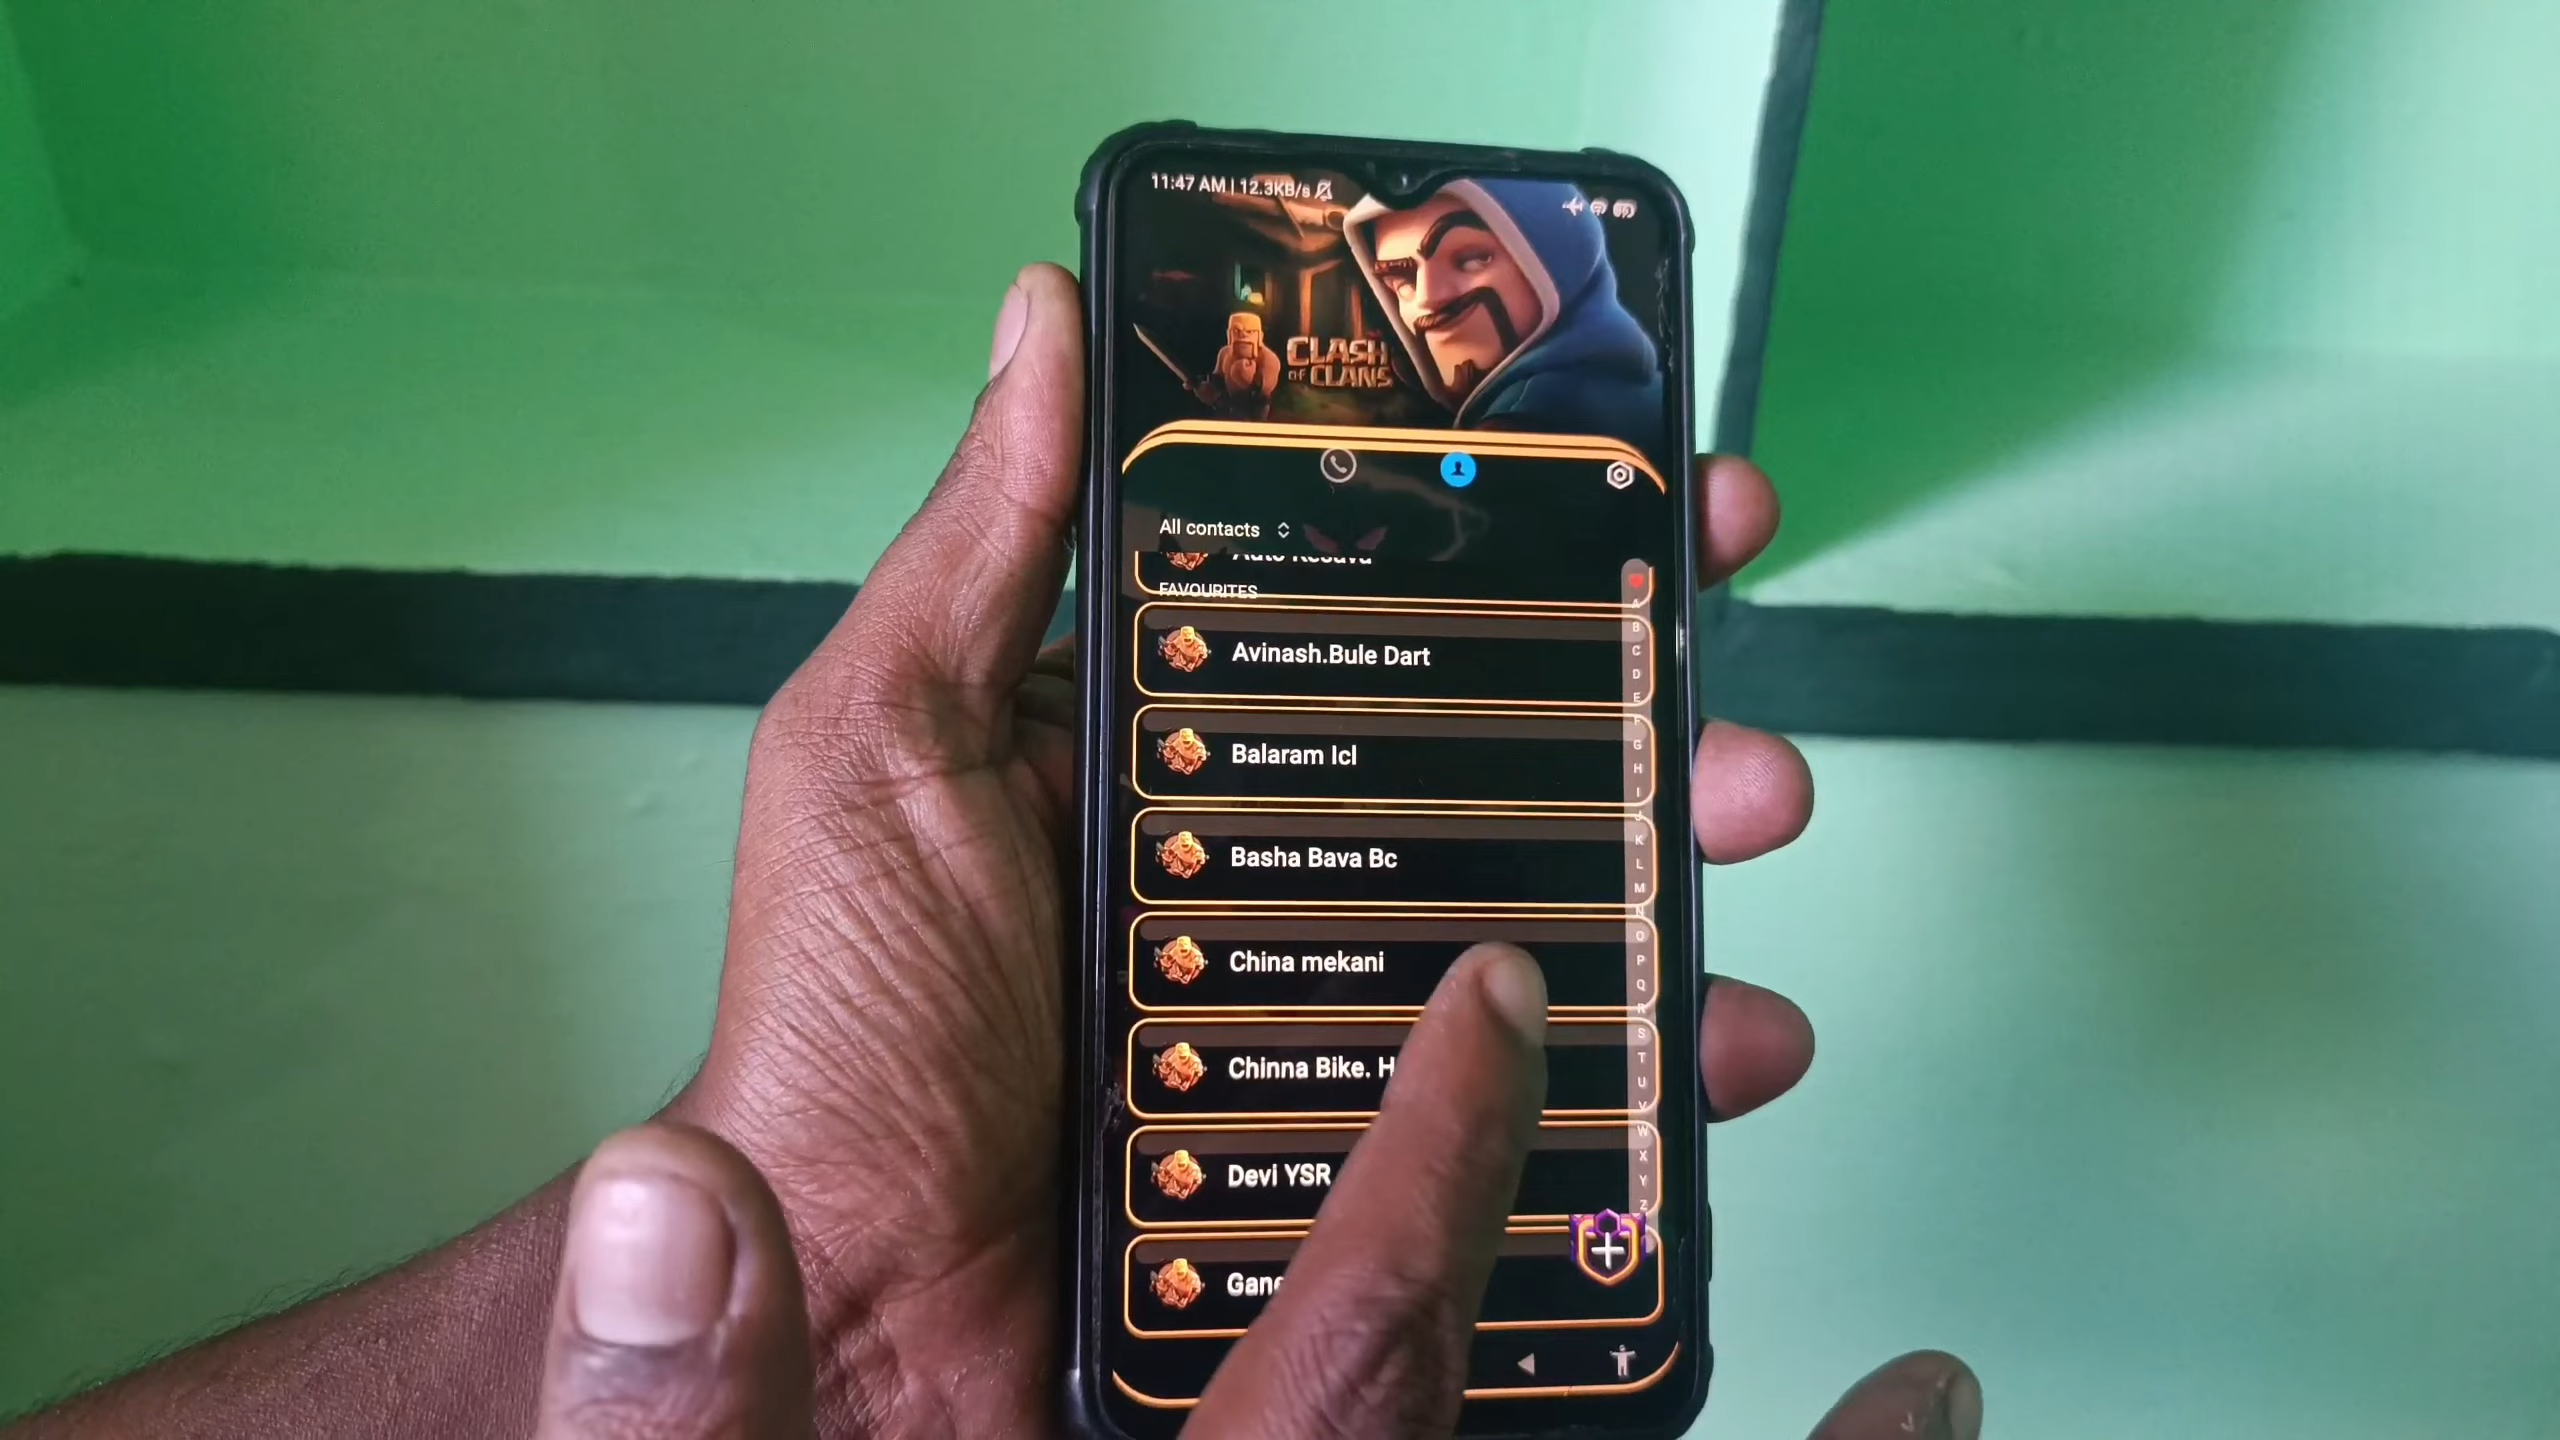 11:47 AM | 12.3KB/s
CLASH
OF CLANS
All contacts
FAVOURITES
Avinash.Bule Dart
Balaram Icl
Basha Bava Bc
China mekani
Chinna Bike. H
Devi YSR
Gane
A
B
C
D
E
F
G
H
I
J
K
L
M
N
O
P
Q
R
S
T
U
V
W
X
Y
Z